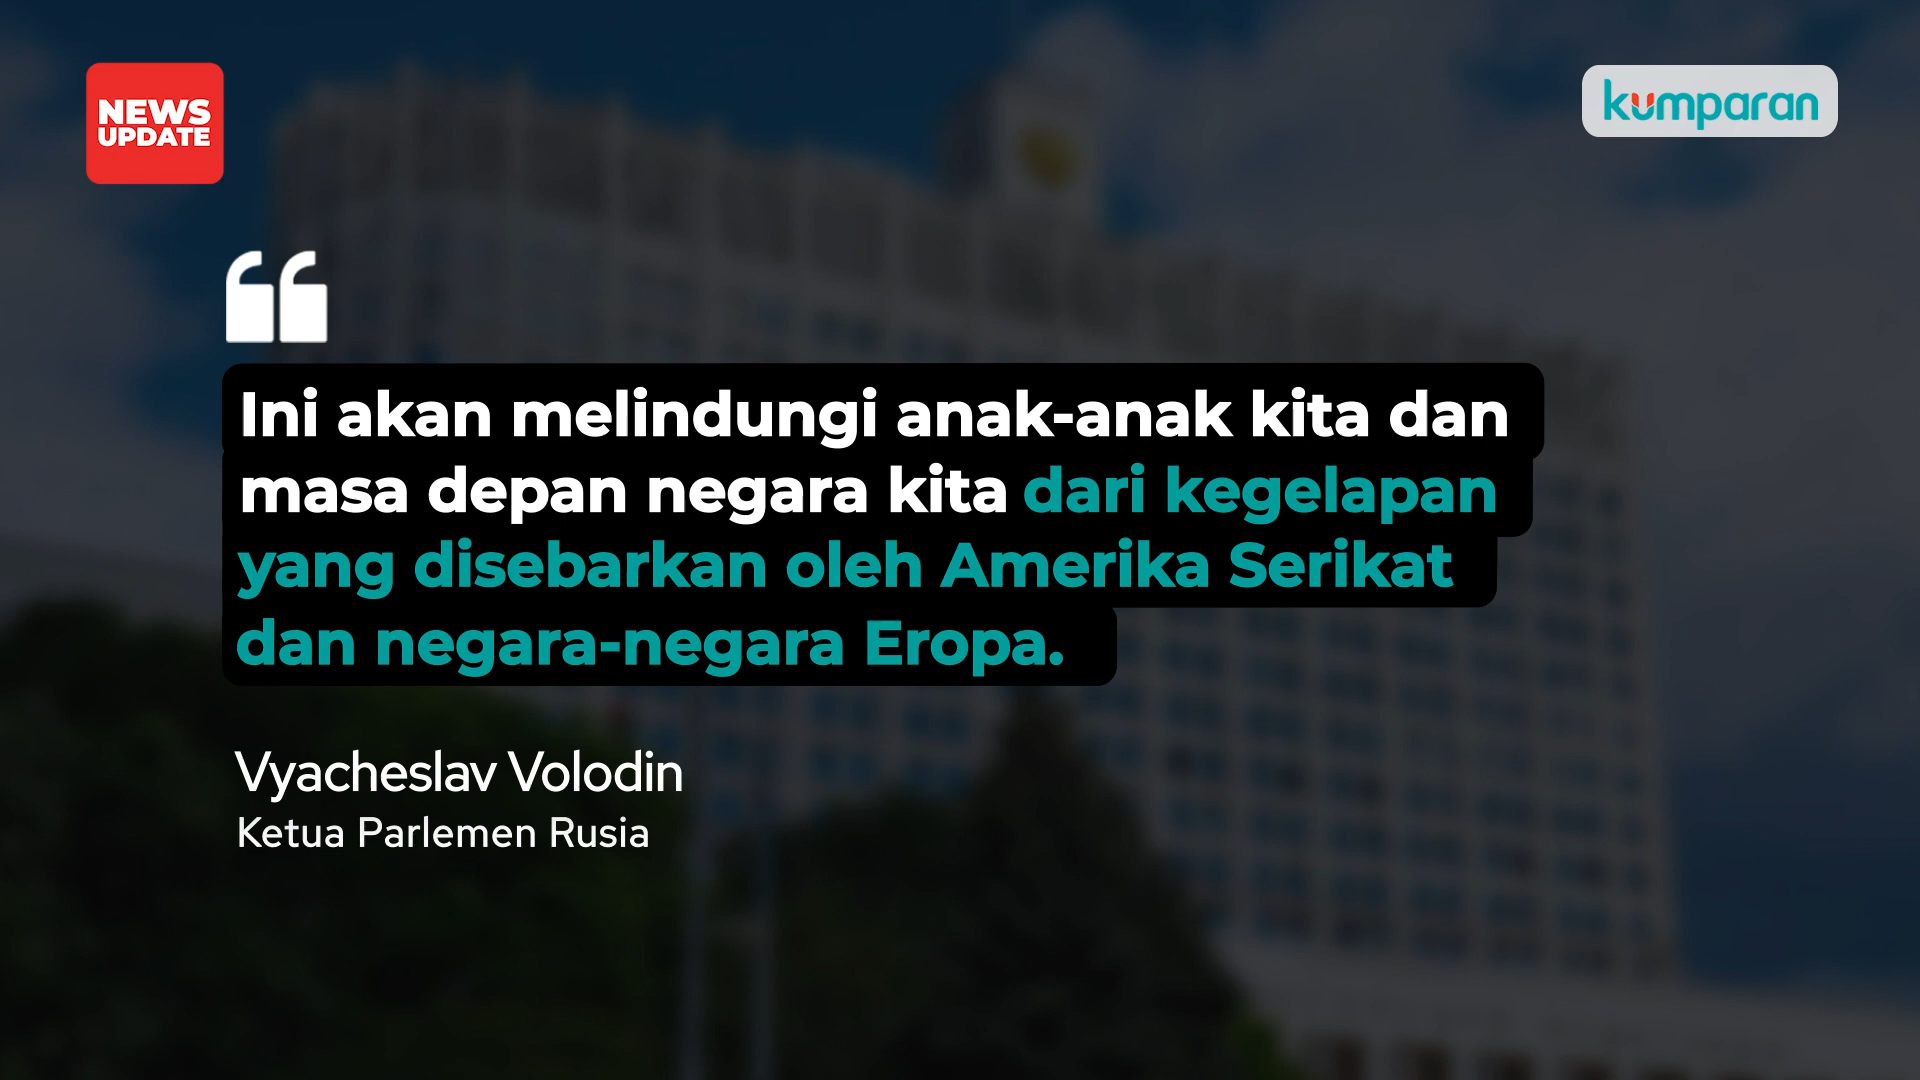 NEWS
UPDATE
kumparan
Ini akan melindungi anak-anak kita dan
masa depan negara kita dari kegelapan
yang disebarkan oleh Amerika Serikat
dan negara-negara Eropa.
Vyacheslav Volodin
Ketua Parlemen Rusia